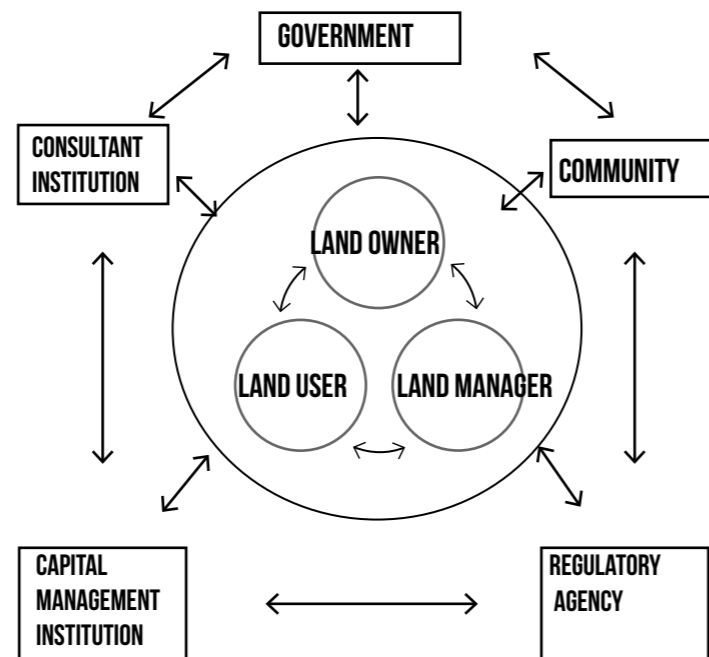 GOVERNMENT
CONSULTANT
INSTITUTION
COMMUNITY
LAND OWNER
LAND USER
LAND MANAGER
CAPITAL
MANAGEMENT
INSTITUTION
REGULATORY
AGENCY